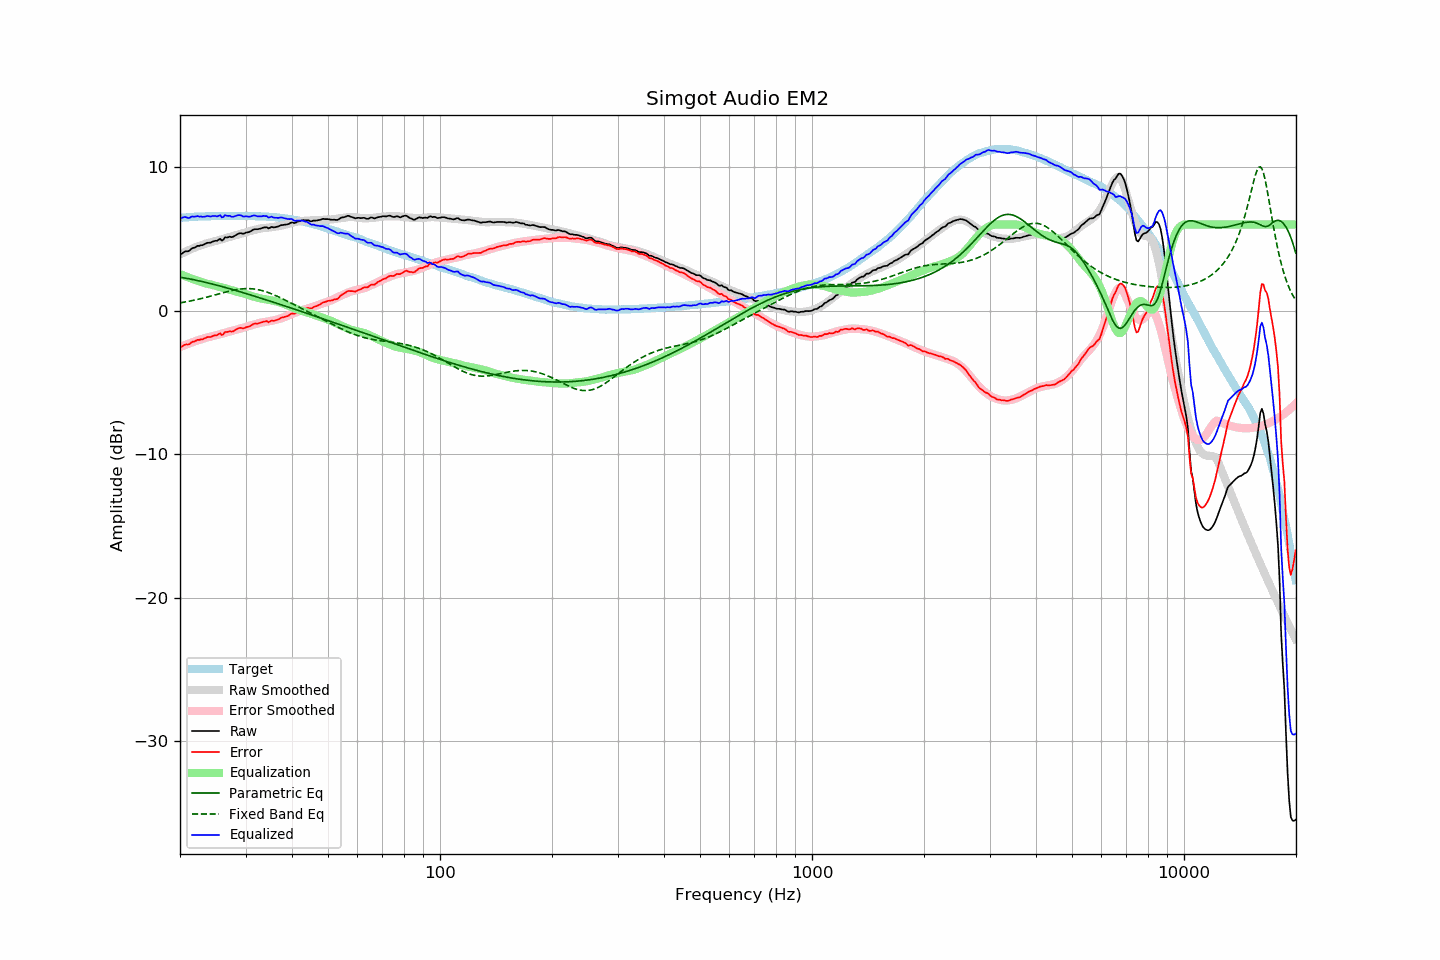 Simgot Audio EM2
Amplitude (dBr)
10
0
−10
−20
−30
Target
Raw Smoothed
Error Smoothed
Raw
Error
Equalization
Parametric Eq
Fixed Band Eq
Equalized
100
1000
10000
Frequency (Hz)